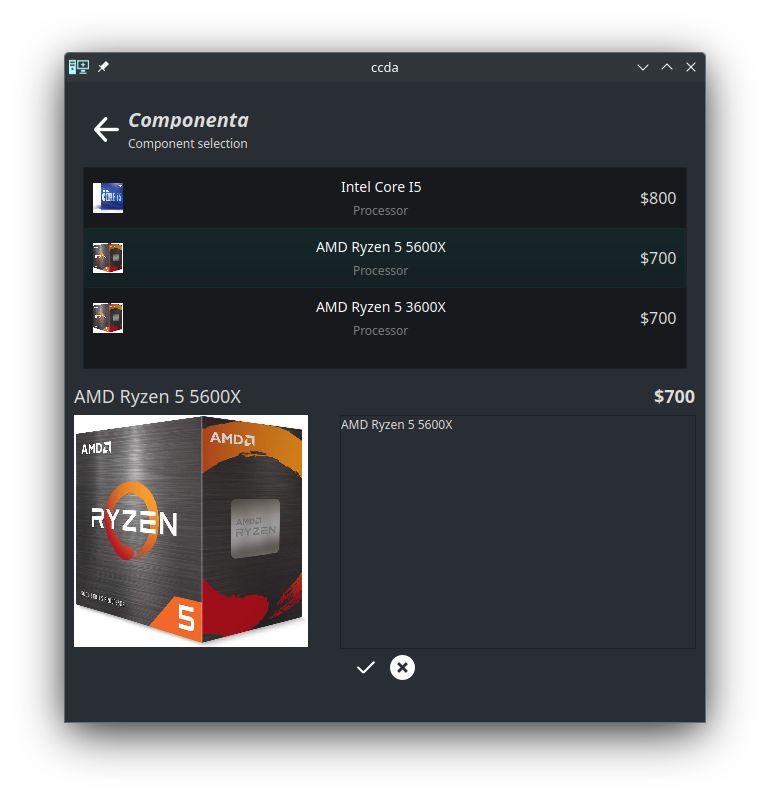 ccda
Componenta
Component selection
Intel Core I5
Processor
$800
AMD Ryzen 5 5600X
Processor
$700
AMD Ryzen 5 3600X
Processor
$700
AMD Ryzen 5 5600X
$700
AMD
RYZEN
5
AMD
AMD
RYZEN
AMD Ryzen 5 5600X